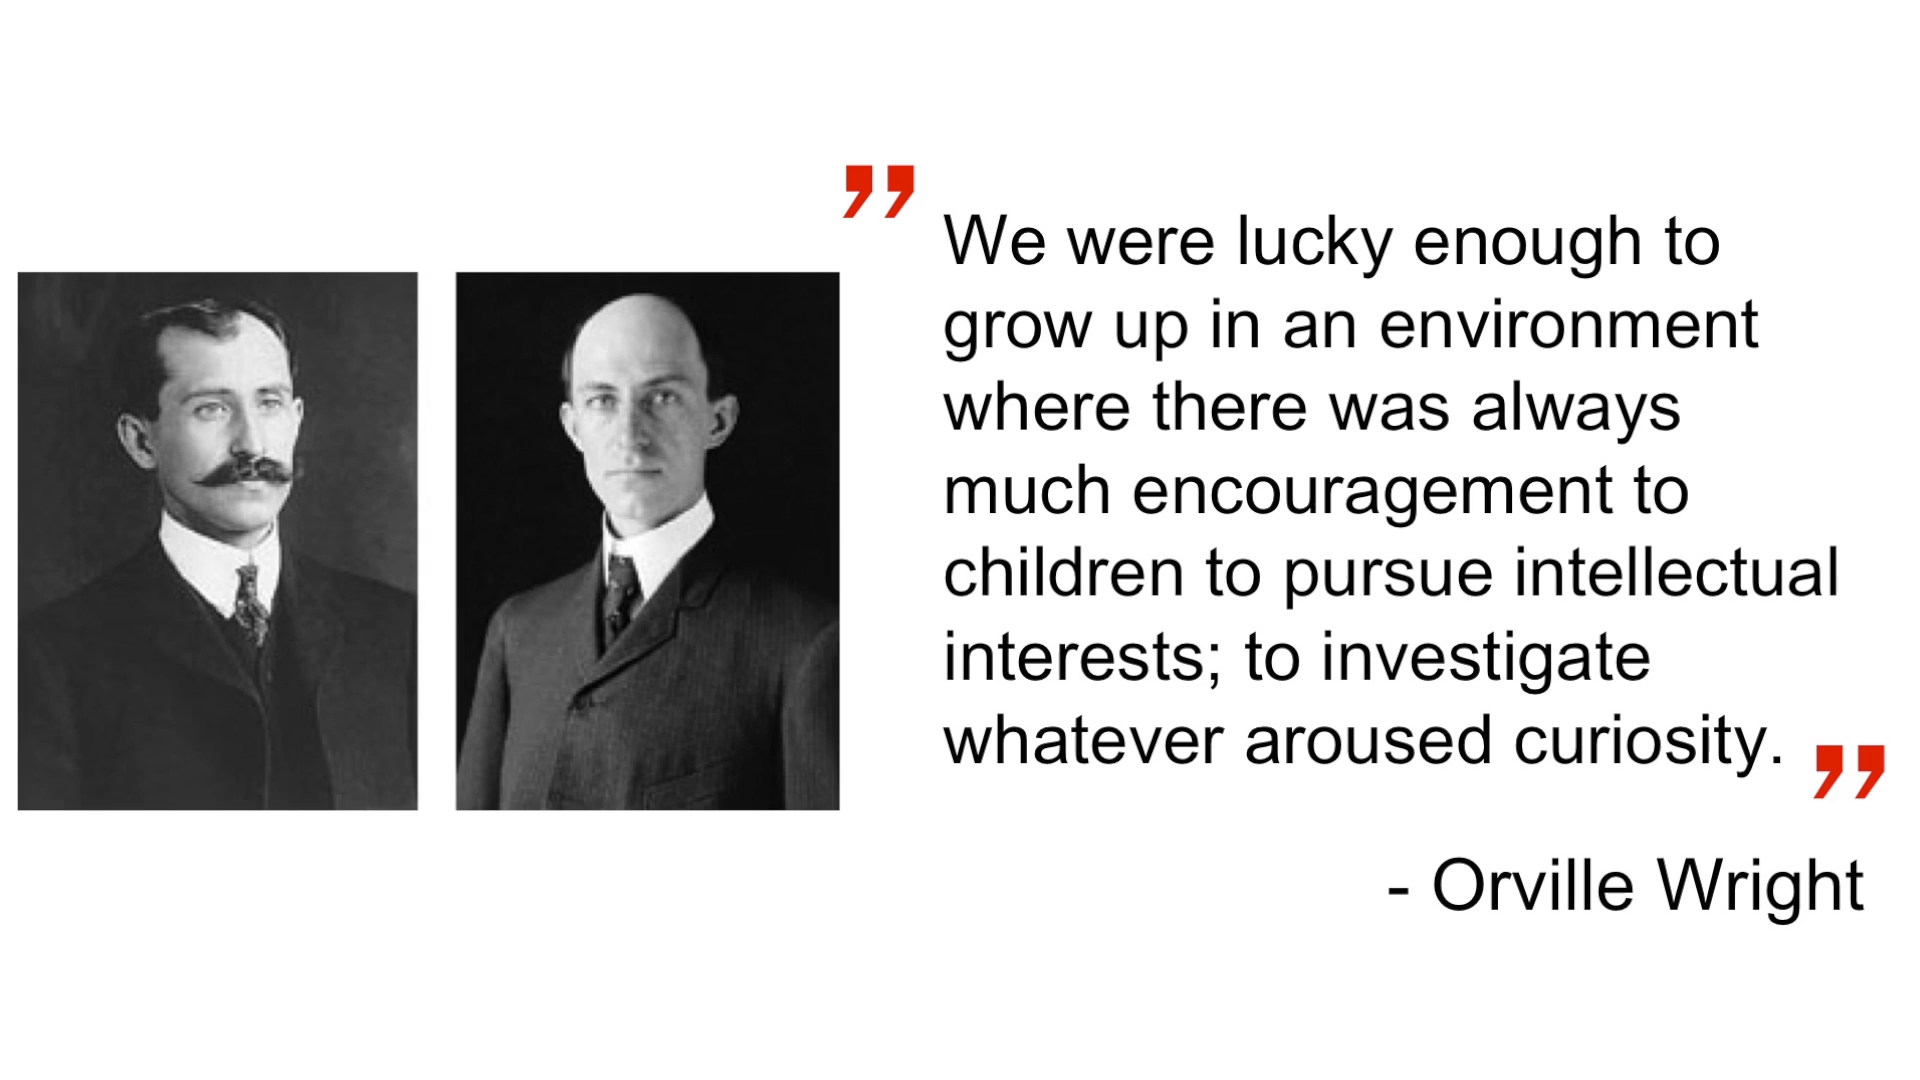 ”
We were lucky enough to
grow up in an environment
where there was always
much encouragement to
children to pursue intellectual
interests; to investigate
whatever aroused curiosity. ”
- Orville Wright